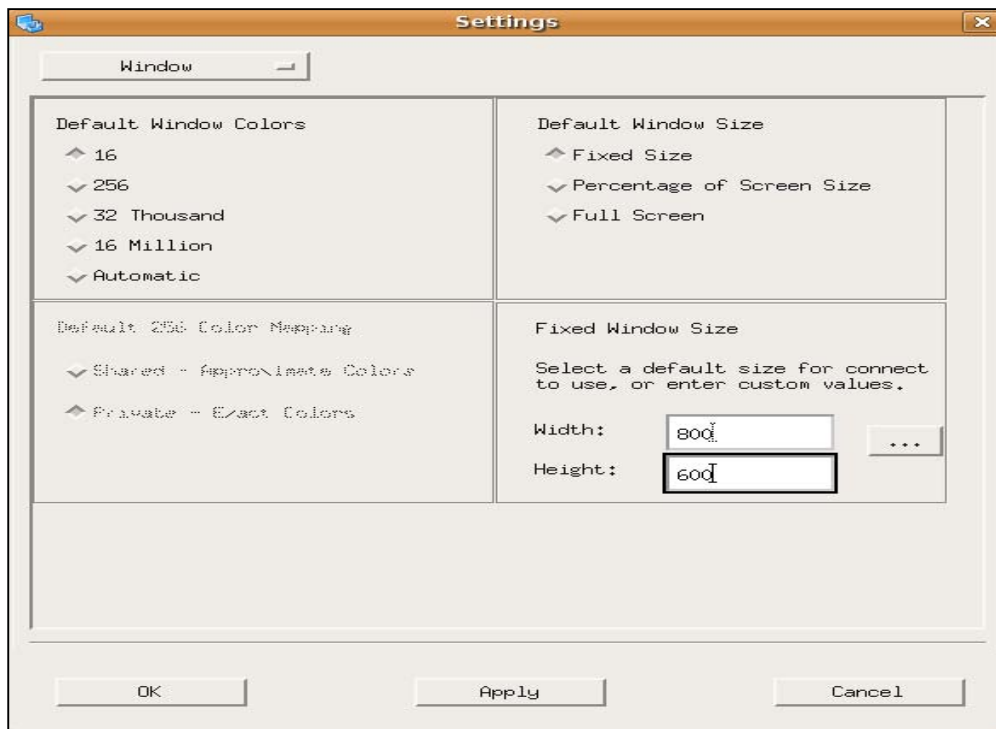 Settings
Window
Default Window Colors
16
256
32 Thousand
16 Million
Automatic
Default Window Size
Fixed Size
Percentage of Screen Size
Full Screen
Default 256 Color Mapping
Shared - Approximate Colors
Private - Exact Colors
Fixed Window Size
Select a default size for connect
to use, or enter custom values.
Width:
800
...
Height:
600
OK
Apply
Cancel